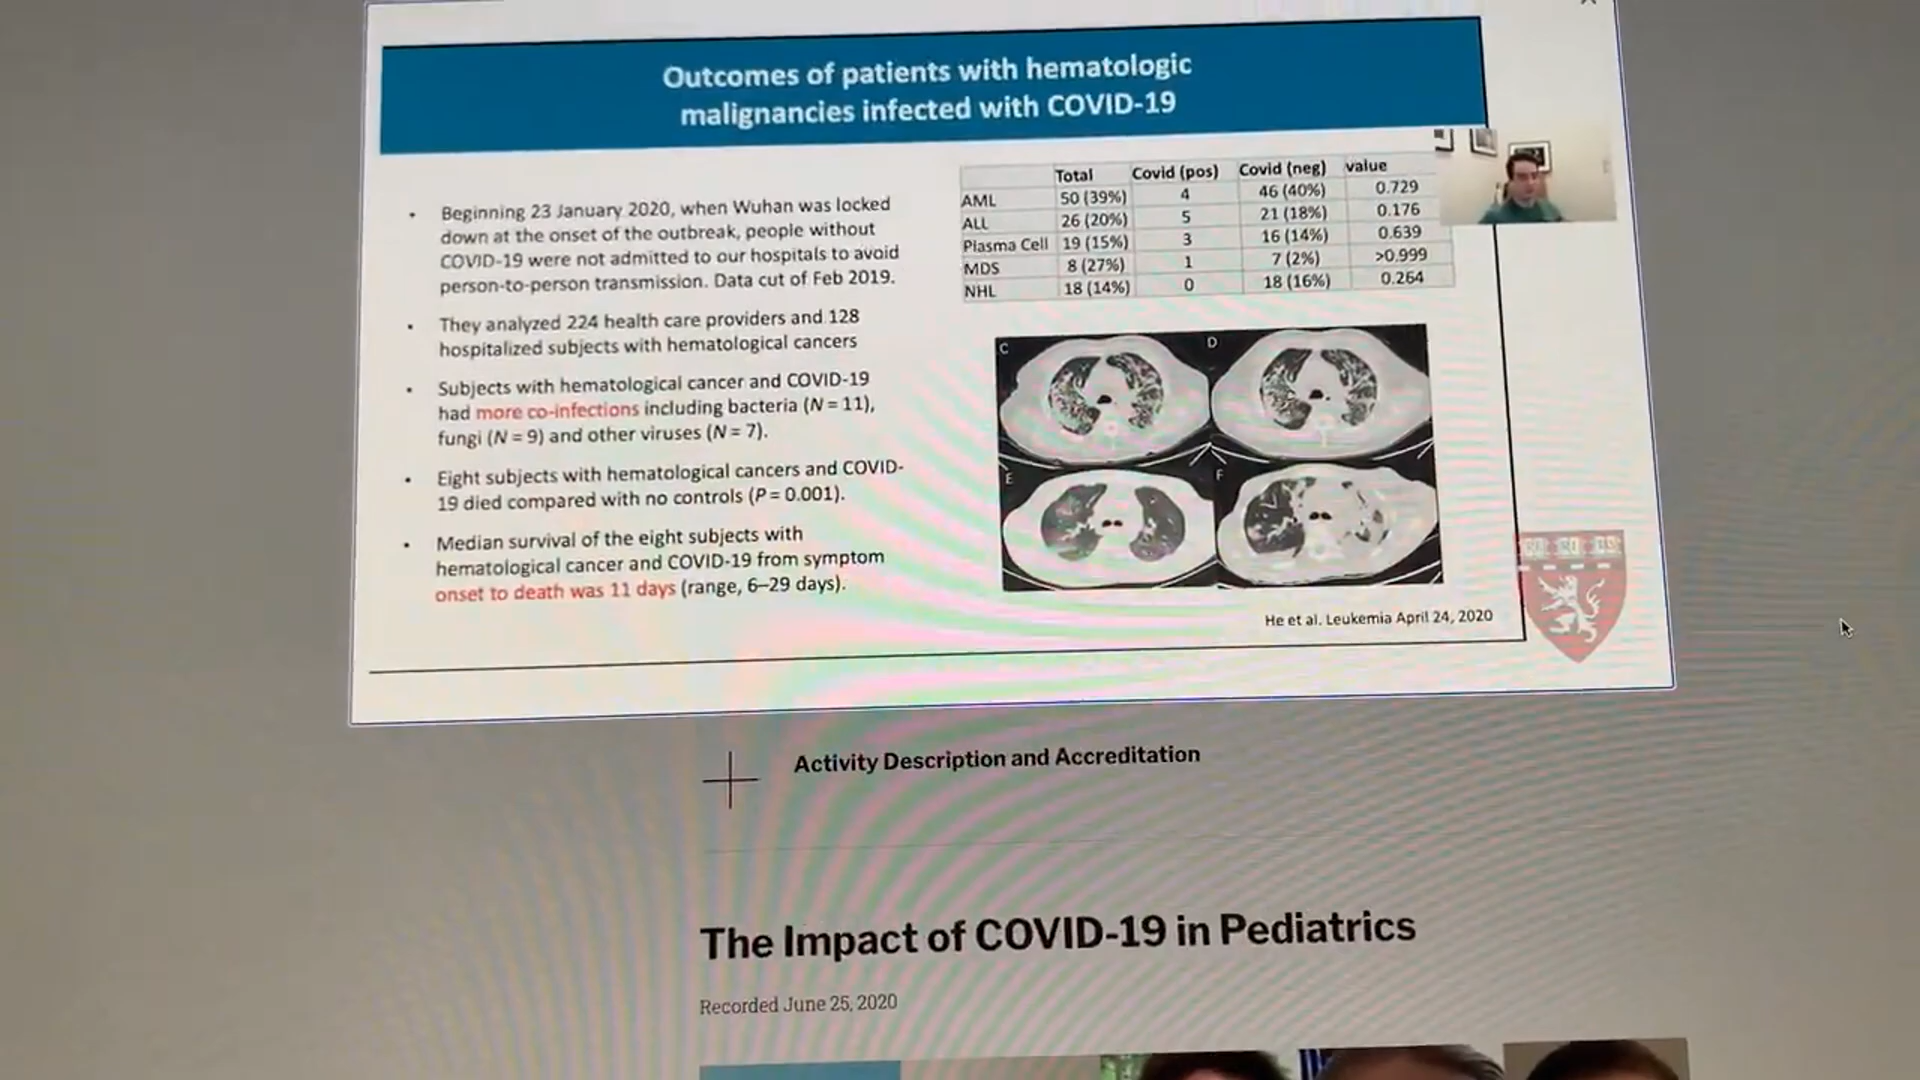 Outcomes of patients with hematologic
malignancies infected with COVID-19
• Beginning 23 January 2020, when Wuhan was locked
down at the onset of the outbreak, people without
COVID-19 were not admitted to our hospitals to avoid
person-to-person transmission. Data cut of Feb 2019.
• They analyzed 224 health care providers and 128
hospitalized subjects with hematological cancers
• Subjects with hematological cancer and COVID-19
had more co-infections including bacteria (N = 11),
fungi (N = 9) and other viruses (N = 7).
• Eight subjects with hematological cancers and COVID-
19 died compared with no controls (P = 0.001).
• Median survival of the eight subjects with
hematological cancer and COVID-19 from symptom
onset to death was 11 days (range, 6–29 days).
Total Covid (pos) Covid (neg) value
AML 50 (39%) 4 46 (40%) 0.729
ALL 26 (20%) 5 21 (18%) 0.176
Plasma Cell 19 (15%) 3 16 (14%) 0.639
MDS 8 (27%) 1 7 (2%) >0.999
NHL 18 (14%) 0 18 (16%) 0.264
C D
E F
He et al. Leukemia April 24, 2020
Activity Description and Accreditation
The Impact of COVID-19 in Pediatrics
Recorded June 25, 2020